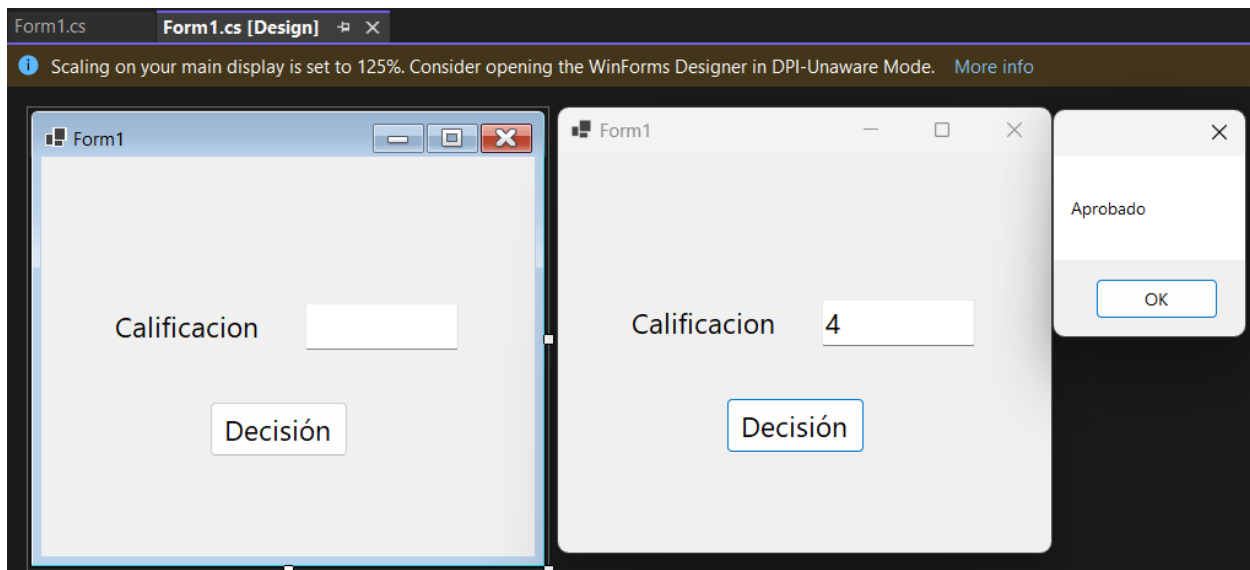 Form1.cs
Form1.cs [Design]
Scaling on your main display is set to 125%. Consider opening the WinForms Designer in DPI-Unaware Mode. More info
Form1
Calificacion
Decisión
Form1
Calificacion 4
Decisión
Aprobado
OK